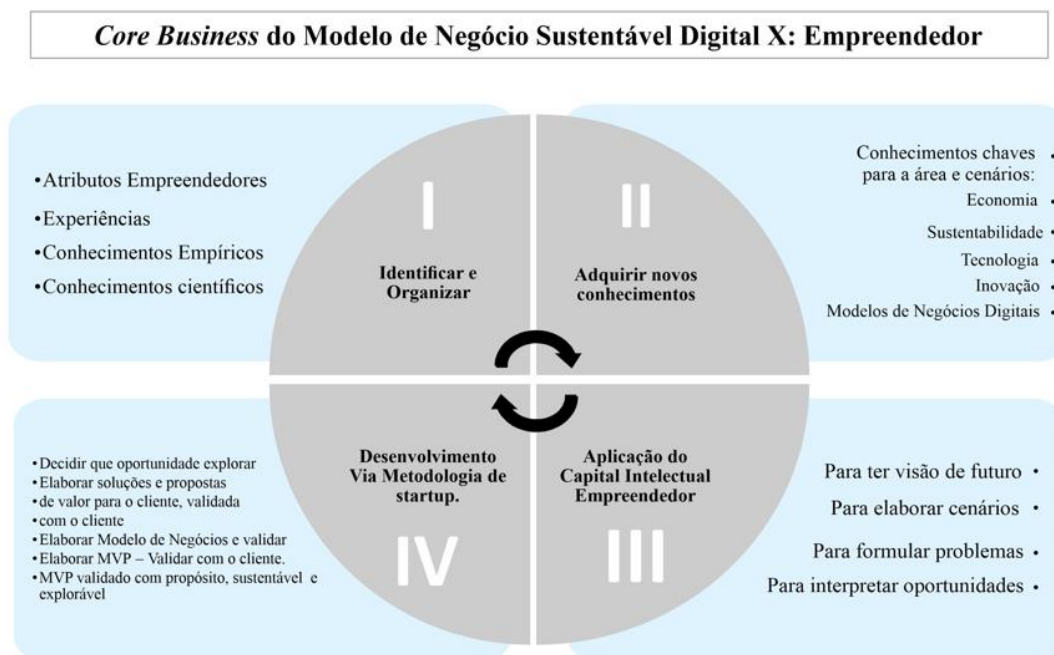 Core Business do Modelo de Negócio Sustentável Digital X: Empreendedor
•Atributos Empreendedores
•Experiências
•Conhecimentos Empíricos
•Conhecimentos científicos
I
Identificar e
Organizar
II
Adquirir novos
conhecimentos
Conhecimentos chaves •
para a área e cenários:
Economia •
Sustentabilidade •
Tecnologia •
Inovação •
Modelos de Negócios Digitais •
•Decidir que oportunidade explorar
•Elaborar soluções e propostas
•de valor para o cliente, validada
•com o cliente
•Elaborar Modelo de Negócios e validar
•Elaborar MVP – Validar com o cliente.
•MVP validado com propósito, sustentável e
explorável
Desenvolvimento
Via Metodologia de
startup.
IV
Aplicação do
Capital Intelectual
Empreendedor
III
Para ter visão de futuro •
Para elaborar cenários •
Para formular problemas •
Para interpretar oportunidades •